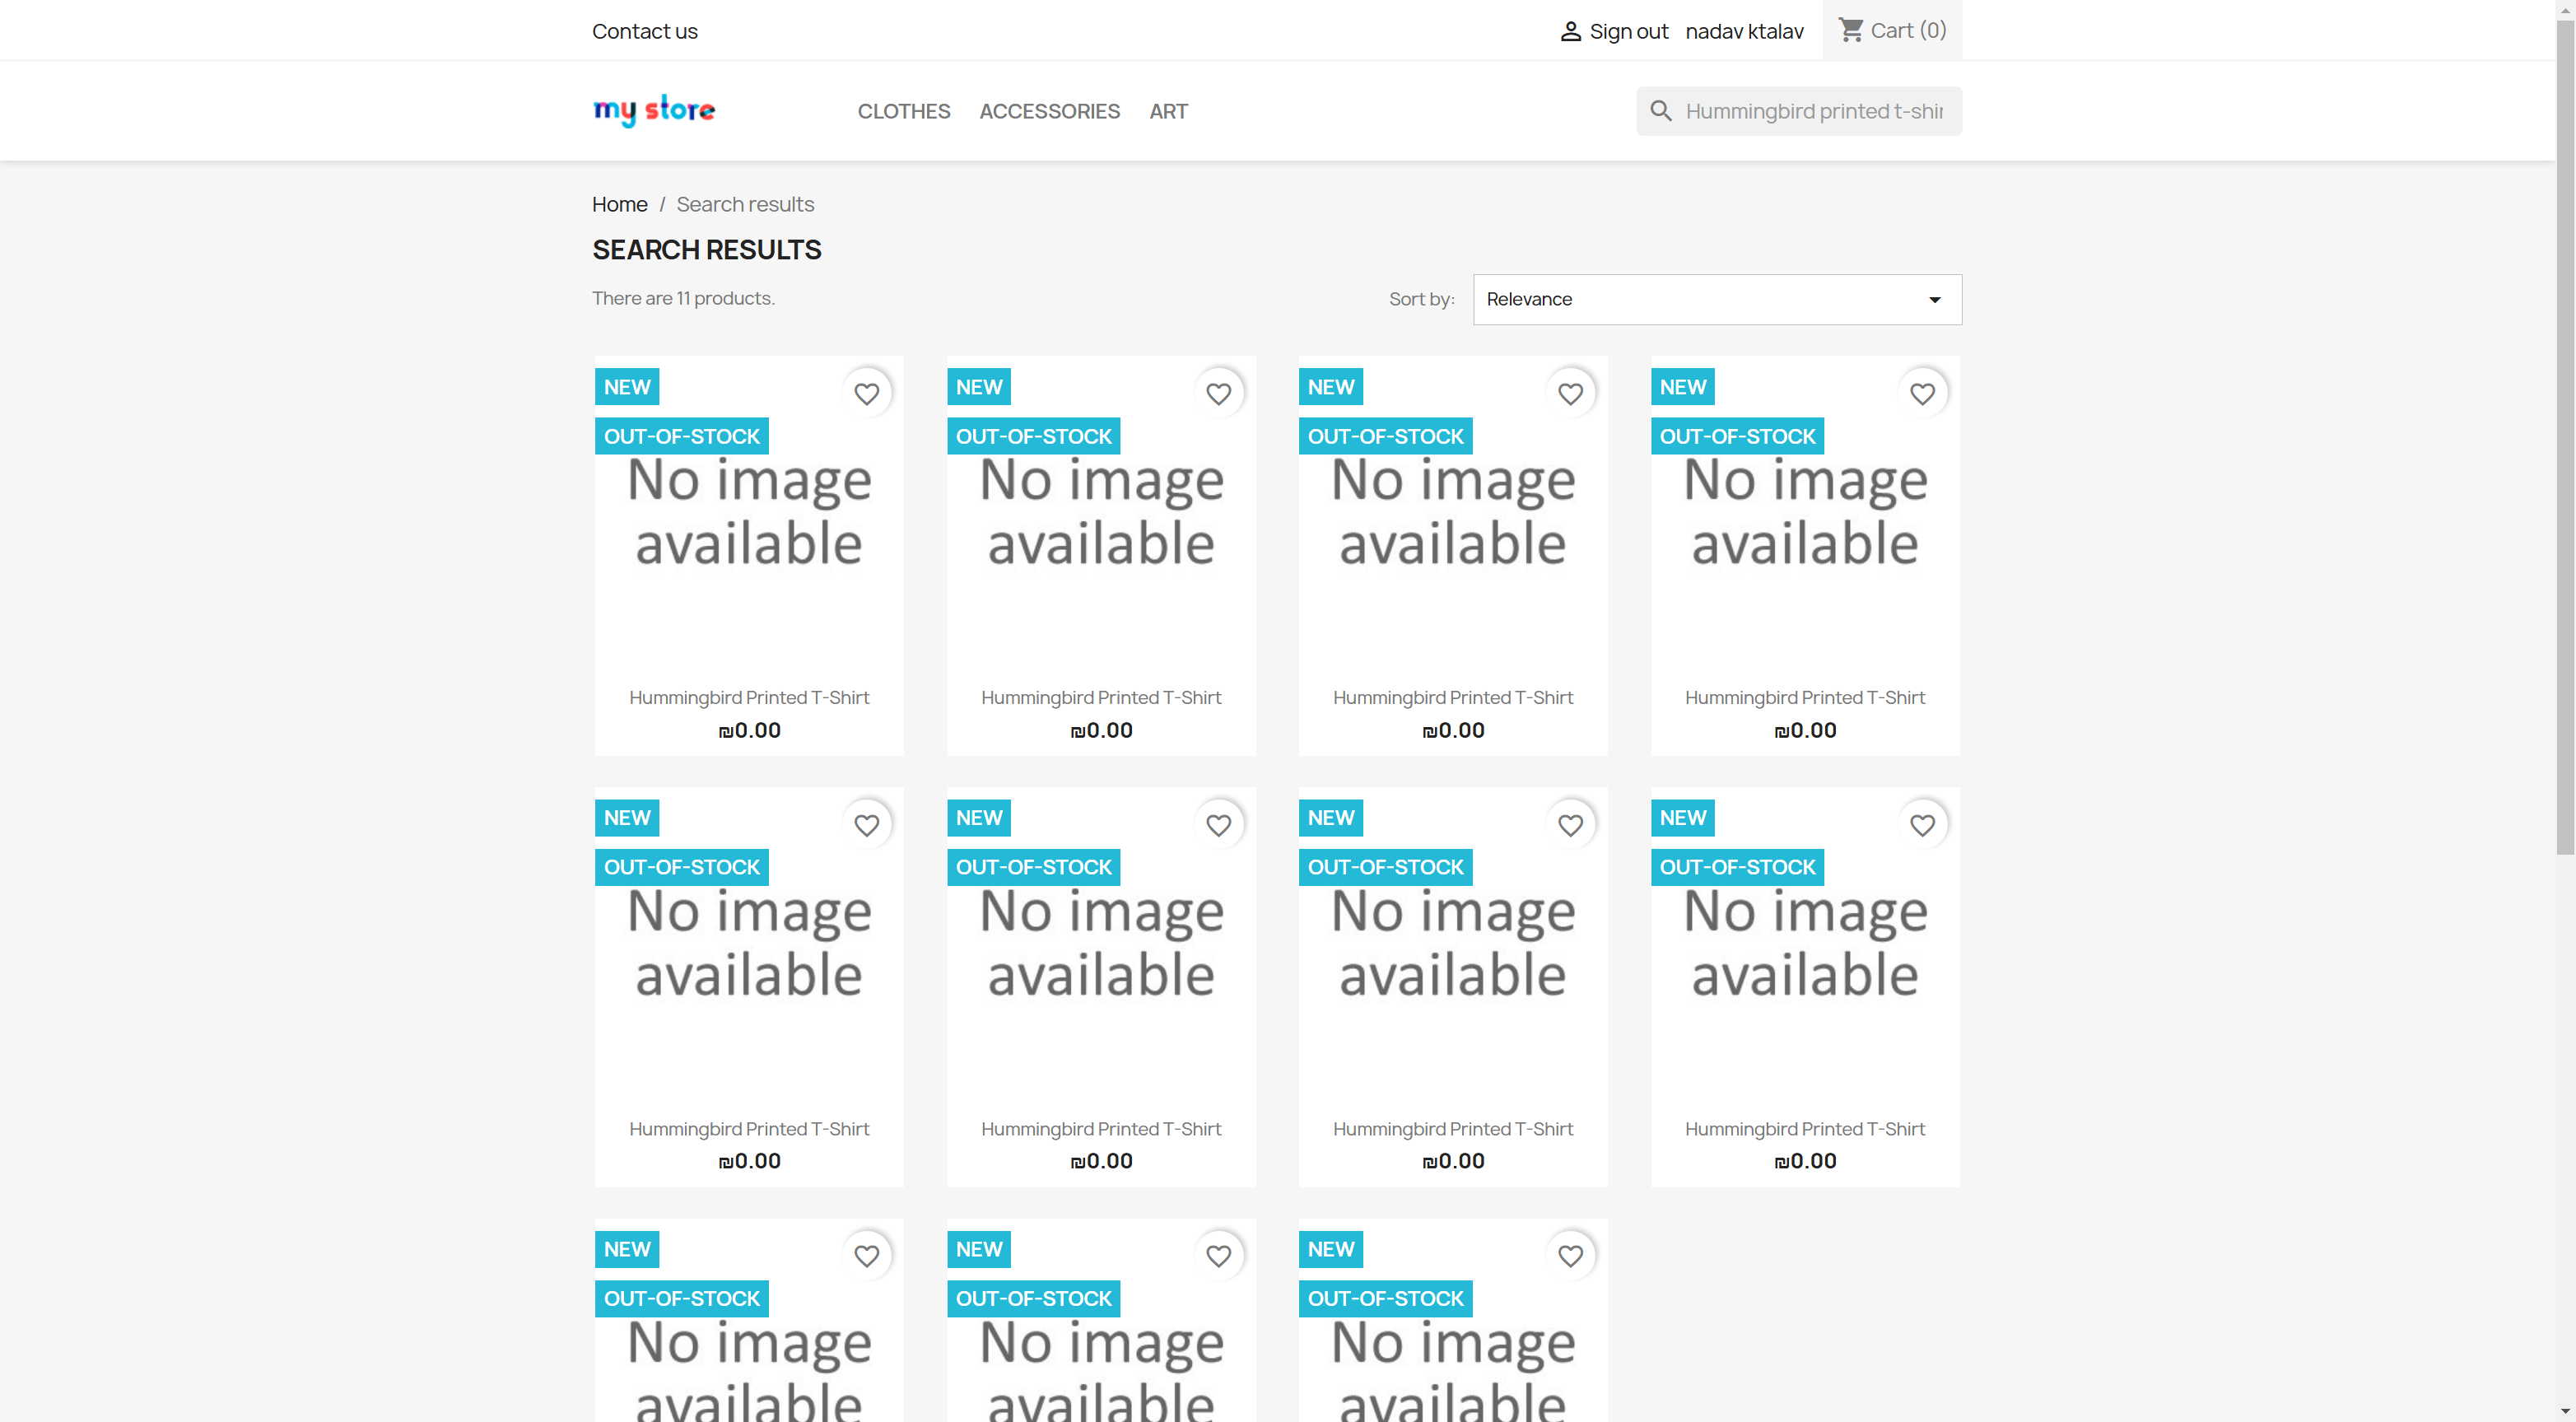 Contact us
Sign out nadav ktalav Cart (0)
my store
CLOTHES ACCESSORIES ART
Hummingbird printed t-shir
Home / Search results
SEARCH RESULTS
There are 11 products.
Sort by: Relevance
NEW NEW NEW NEW
OUT-OF-STOCK OUT-OF-STOCK OUT-OF-STOCK OUT-OF-STOCK
No image No image No image No image
available available available available
Hummingbird Printed T-Shirt Hummingbird Printed T-Shirt Hummingbird Printed T-Shirt Hummingbird Printed T-Shirt
₪0.00 ₪0.00 ₪0.00 ₪0.00
NEW NEW NEW NEW
OUT-OF-STOCK OUT-OF-STOCK OUT-OF-STOCK OUT-OF-STOCK
No image No image No image No image
available available available available
Hummingbird Printed T-Shirt Hummingbird Printed T-Shirt Hummingbird Printed T-Shirt Hummingbird Printed T-Shirt
₪0.00 ₪0.00 ₪0.00 ₪0.00
NEW NEW NEW
OUT-OF-STOCK OUT-OF-STOCK OUT-OF-STOCK
No image No image No image
available available available